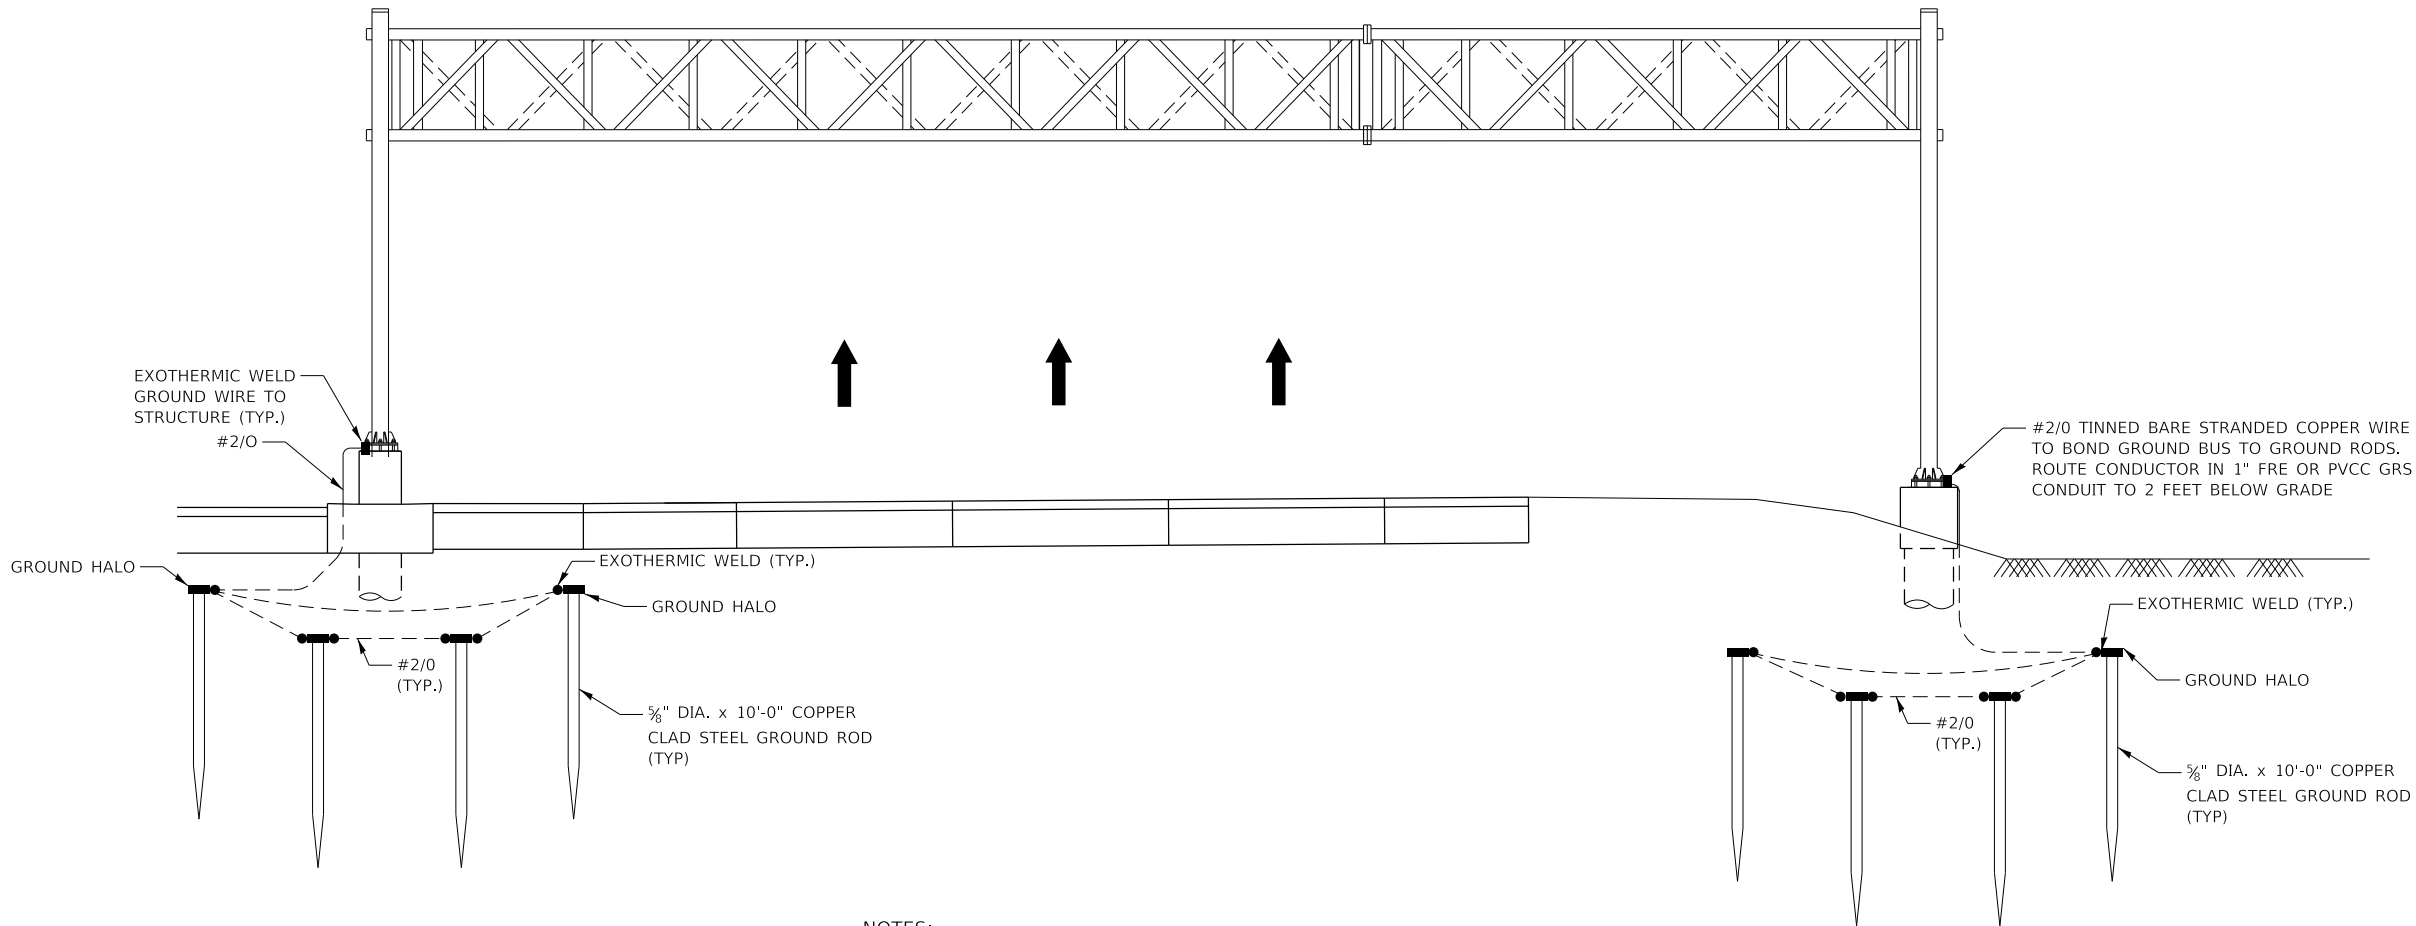 EXOTHERMIC WELD
GROUND WIRE TO
STRUCTURE (TYP.)
#2/O
#2/0 TINNED BARE STRANDED COPPER WIRE
TO BOND GROUND BUS TO GROUND RODS.
ROUTE CONDUCTOR IN 1" FRE OR PVCC GRS
CONDUIT TO 2 FEET BELOW GRADE
GROUND HALO
EXOTHERMIC WELD (TYP.)
GROUND HALO
#2/0
(TYP.)
⅝" DIA. x 10'-0" COPPER
CLAD STEEL GROUND ROD
(TYP)
EXOTHERMIC WELD (TYP.)
GROUND HALO
#2/0
(TYP.)
⅝" DIA. x 10'-0" COPPER
CLAD STEEL GROUND ROD
(TYP)
NOTES: